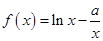 f(x)=ln x-a/x